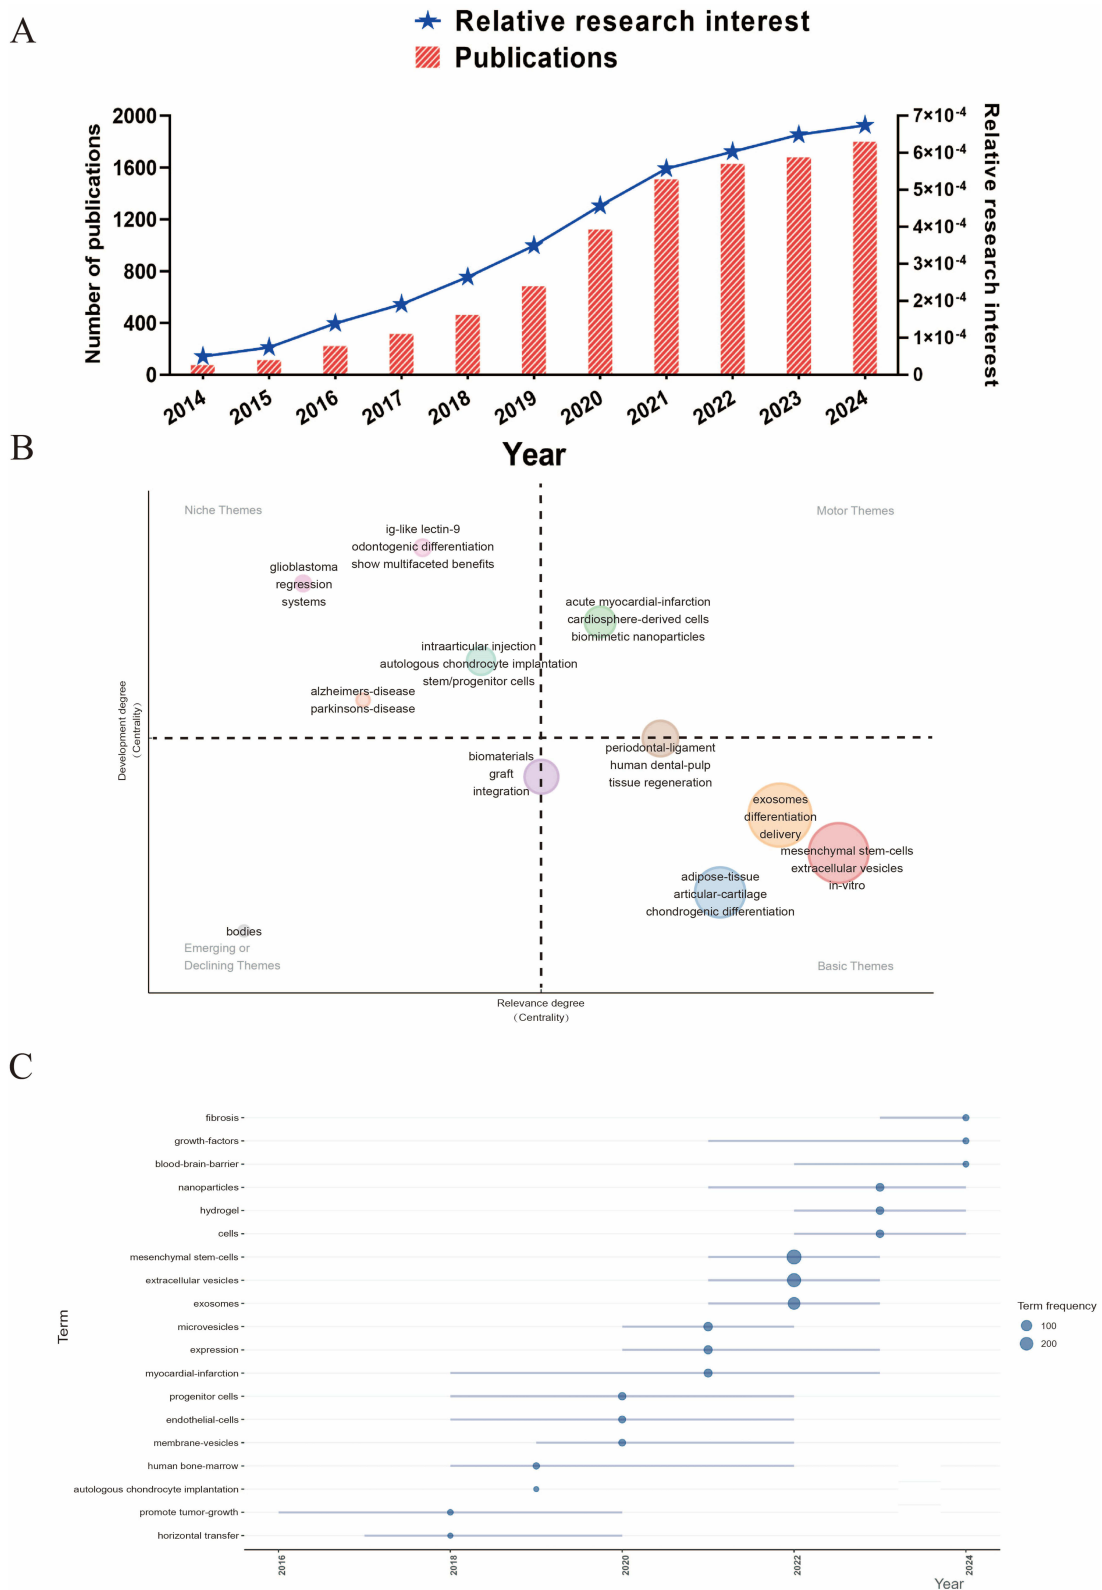 A
Relative research interest
Publications
Number of publications
2000
1600
1200
800
400
0
7×10-4
6×10-4
5×10-4
4×10-4
3×10-4
2×10-4
1×10-4
0
Relative research interest
2014
2015
2016
2017
2018
2019
2020
2021
2022
2023
2024
Year
B
Niche Themes
Motor Themes
ig-like lectin-9
odontogenic differentiation
show multifaceted benefits
glioblastoma
regression
systems
acute myocardial-infarction
cardiosphere-derived cells
biomimetic nanoparticles
intraarticular injection
autologous chondrocyte implantation
stem/progenitor cells
alzheimers-disease
parkinsons-disease
Development degree
(Centrality)
biomaterials
graft
integration
periodontal-ligament
human dental-pulp
tissue regeneration
exosomes
differentiation
delivery
mesenchymal stem-cells
extracellular vesicles
in-vitro
adipose-tissue
articular-cartilage
chondrogenic differentiation
bodies
Emerging or
Declining Themes
Basic Themes
Relevance degree
(Centrality)
C
Term
fibrosis
growth-factors
blood-brain-barrier
nanoparticles
hydrogel
cells
mesenchymal stem-cells
extracellular vesicles
exosomes
microvesicles
expression
myocardial-infarction
progenitor cells
endothelial-cells
membrane-vesicles
human bone-marrow
autologous chondrocyte implantation
promote tumor-growth
horizontal transfer
Term frequency
100
200
2016
2018
2020
2022
2024
Year